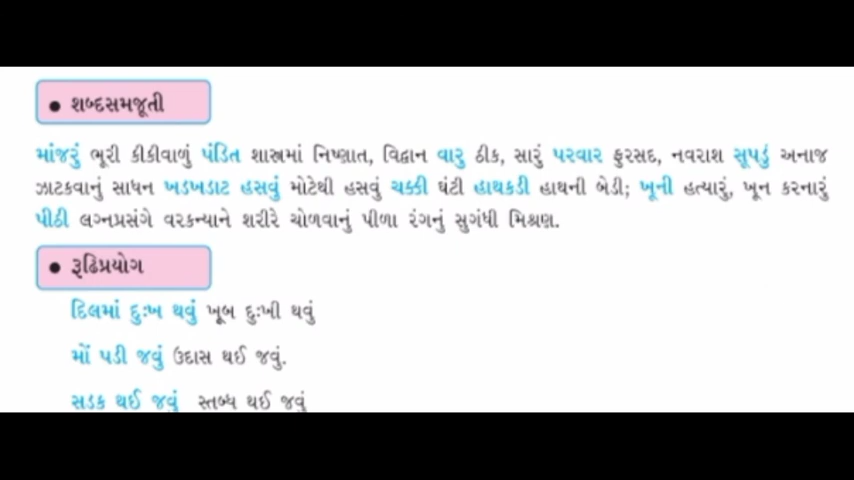 ● શબ્દસમજૂતી
માંજરું ભૂરી કીકીવાળું પંડિત શાસ્ત્રમાં નિષ્ણાત, વિદ્વાન વારુ ઠીક, સારું પરવાર ફુરસદ, નવરાશ સૂપડું અનાજ
ઝાટકવાનું સાધન ખડખડાટ હસવું મોટેથી હસવું ચક્કી ઘંટી હાથકડી હાથની બેડી; ખૂની હત્યારું, ખૂન કરનારું
પીઠી લગ્નપ્રસંગે વરકન્યાને શરીરે ચોળવાનું પીળા રંગનું સુગંધી મિશ્રણ.
● રૂઢિપ્રયોગ
દિલમાં દુઃખ થવું ખૂબ દુઃખી થવું
મોં પડી જવું ઉદાસ થઈ જવું.
સડક થઈ જવું સ્તબ્ધ થઈ જવું